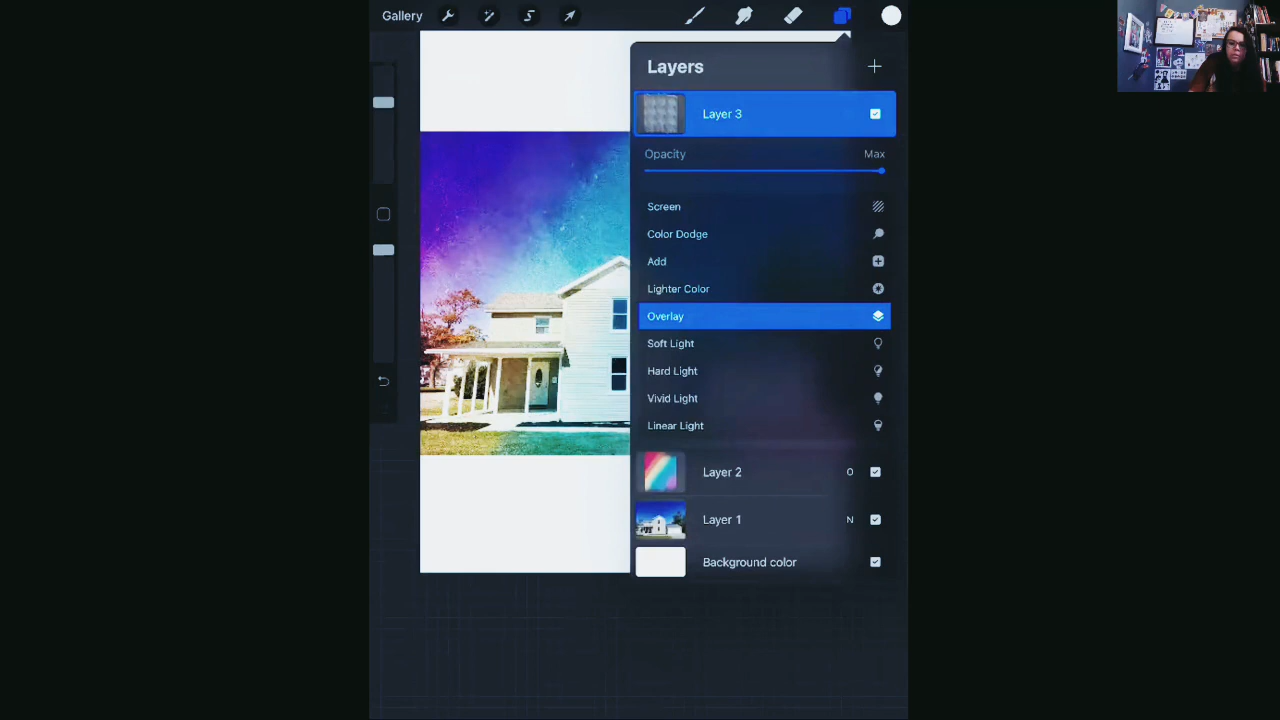 Gallery
Layers
Layer 3
Opacity Max
Screen
Color Dodge
Add
Lighter Color
Overlay
Soft Light
Hard Light
Vivid Light
Linear Light
Layer 2 O
Layer 1 N
Background color